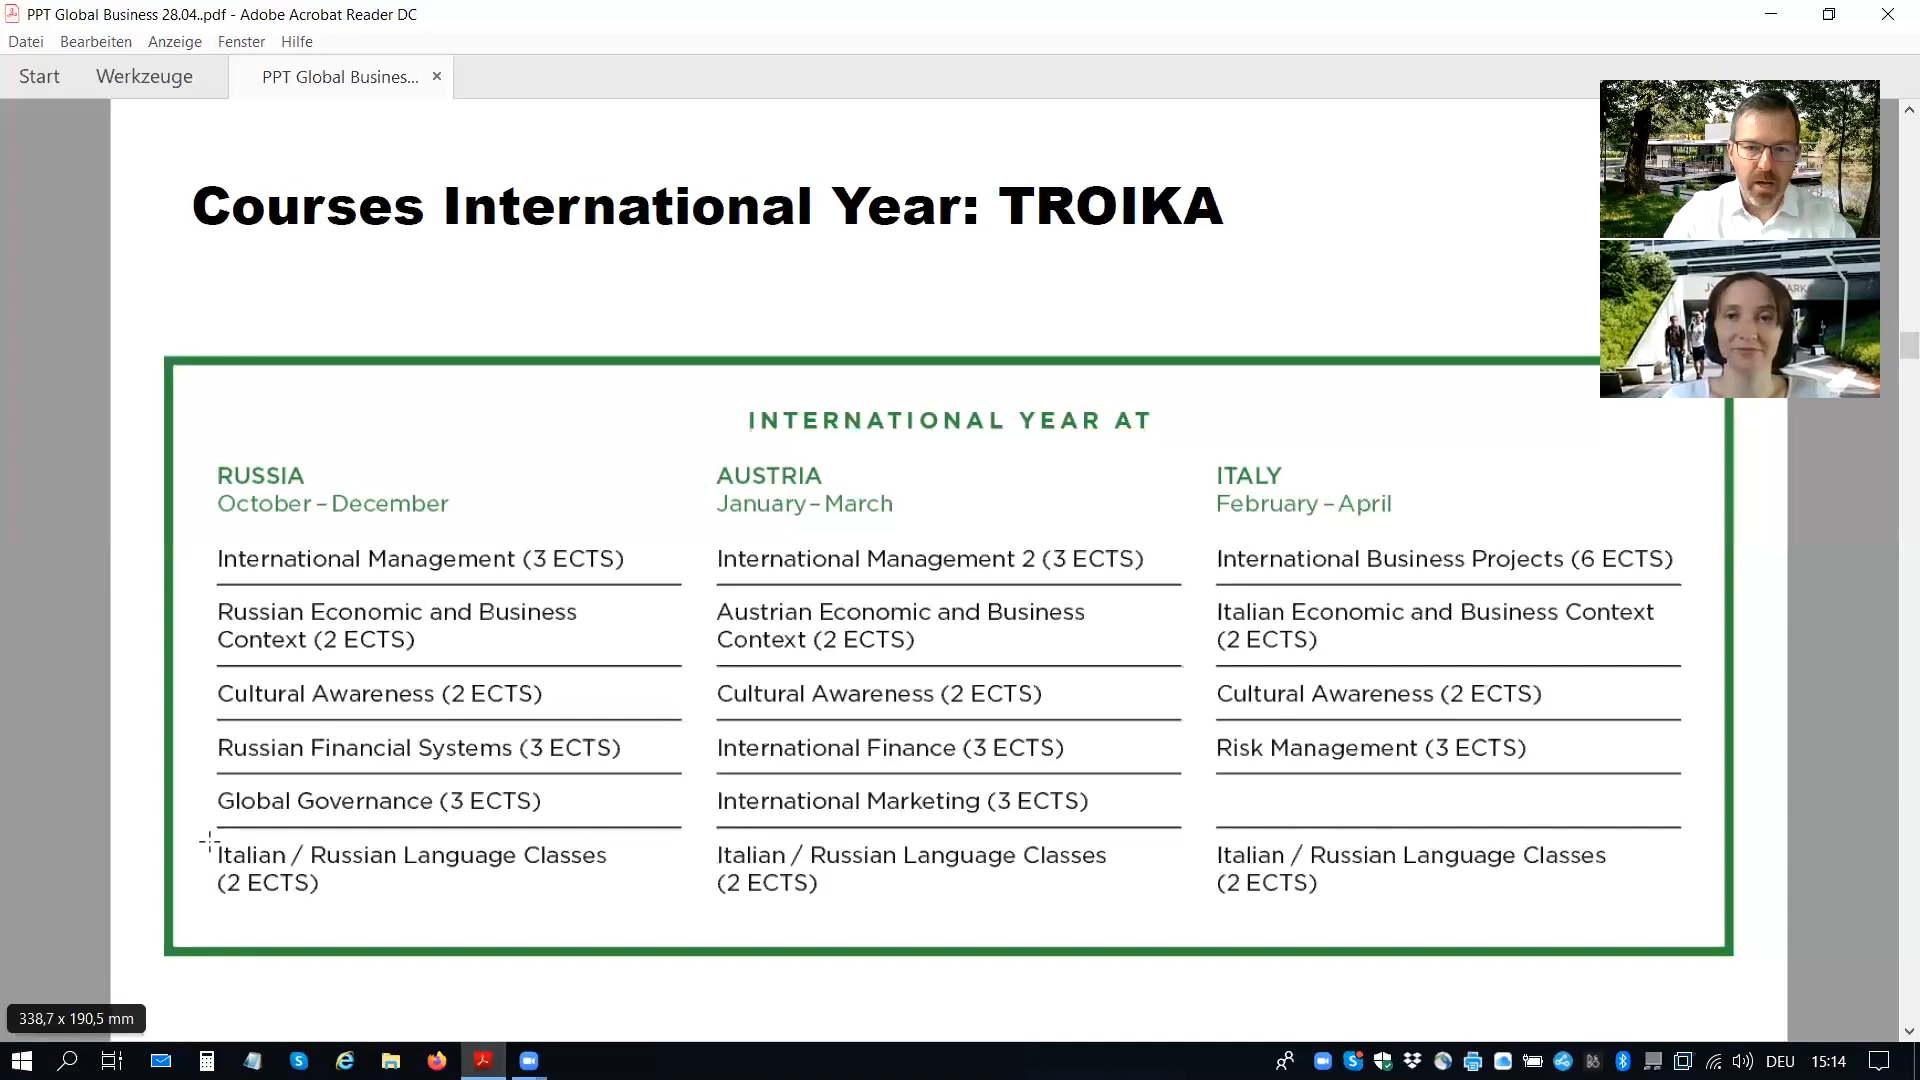 PPT Global Business 28.04..pdf - Adobe Acrobat Reader DC
Datei Bearbeiten Anzeige Fenster Hilfe
Start Werkzeuge PPT Global Busines... ×
Courses International Year: TROIKA
INTERNATIONAL YEAR AT
RUSSIA
October – December
International Management (3 ECTS)
Russian Economic and Business
Context (2 ECTS)
Cultural Awareness (2 ECTS)
Russian Financial Systems (3 ECTS)
Global Governance (3 ECTS)
Italian / Russian Language Classes
(2 ECTS)
AUSTRIA
January – March
International Management 2 (3 ECTS)
Austrian Economic and Business
Context (2 ECTS)
Cultural Awareness (2 ECTS)
International Finance (3 ECTS)
International Marketing (3 ECTS)
Italian / Russian Language Classes
(2 ECTS)
ITALY
February – April
International Business Projects (6 ECTS)
Italian Economic and Business Context
(2 ECTS)
Cultural Awareness (2 ECTS)
Risk Management (3 ECTS)
Italian / Russian Language Classes
(2 ECTS)
338,7 x 190,5 mm
DEU 15:14